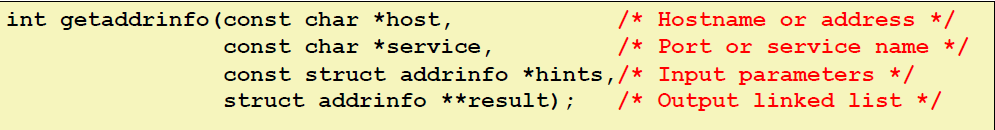 int getaddrinfo(const char *host, /* Hostname or address */
const char *service, /* Port or service name */
const struct addrinfo *hints,/* Input parameters */
struct addrinfo **result); /* Output linked list */